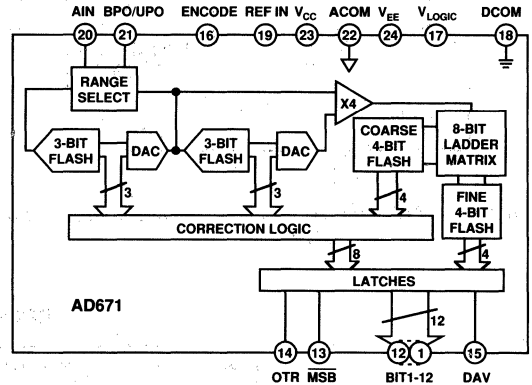 AIN BPO/UPO ENCODE REF IN VCC ACOM VEE VLOGIC DCOM
20 21 16 19 23 22 24 17 18
RANGE
SELECT
X4
3-BIT
FLASH
DAC
3-BIT
FLASH
DAC
COARSE
4-BIT
FLASH
8-BIT
LADDER
MATRIX
FINE
4-BIT
FLASH
3
3
4
CORRECTION LOGIC
8
4
LATCHES
AD671
12
14 13 12 1 15
OTR MSB BIT1-12 DAV